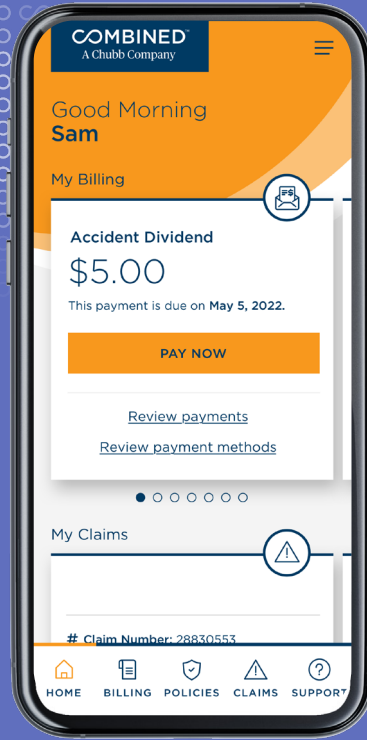 COMBINED
A Chubb Company
Good Morning
Sam
My Billing
Accident Dividend
$5.00
This payment is due on May 5, 2022.
PAY NOW
Review payments
Review payment methods
My Claims
# Claim Number: 28830553
HOME BILLING POLICIES CLAIMS SUPPORT